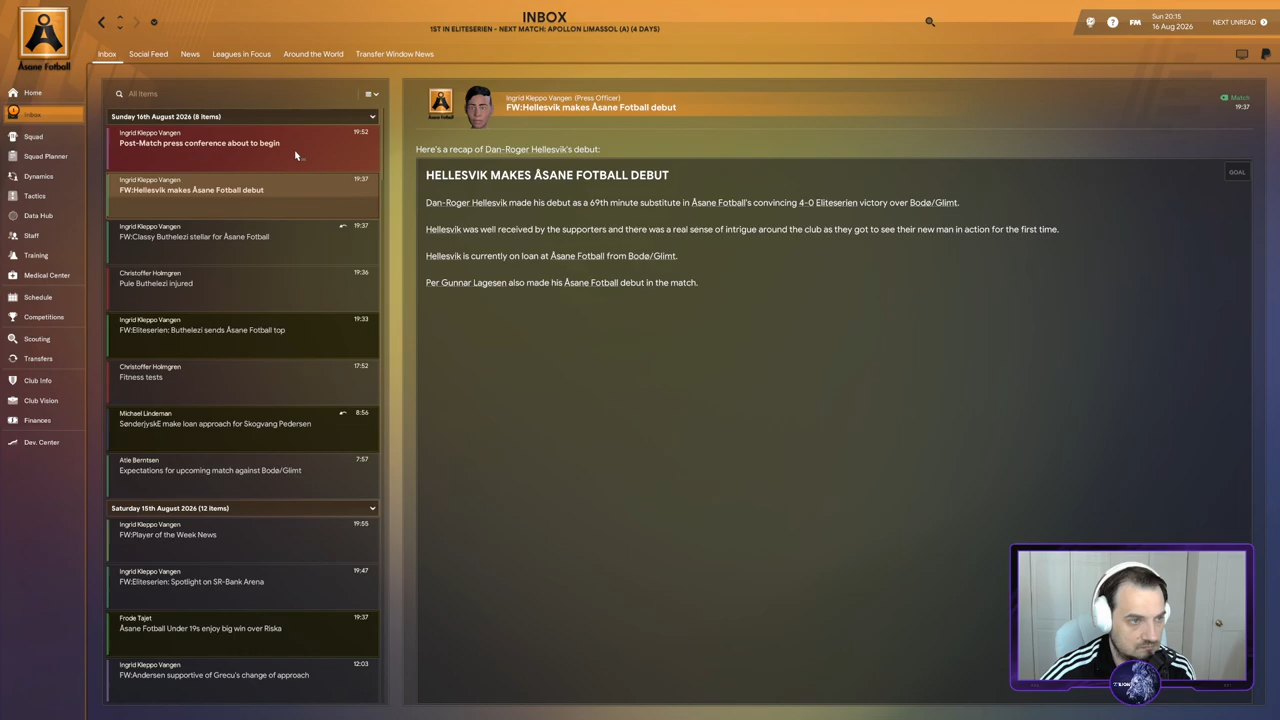 INBOX
1ST IN ELITESERIEN - NEXT MATCH: APOLLON LIMASSOL (A) (4 DAYS)
FM
Sun 20:15
16 Aug 2026
NEXT UNREAD
Åsane Fotball
Inbox
Social Feed
News
Leagues in Focus
Around the World
Transfer Window News
Home
Inbox
Squad
Squad Planner
Dynamics
Tactics
Data Hub
Staff
Training
Medical Center
Schedule
Competitions
Scouting
Transfers
Club Info
Club Vision
Finances
Dev. Center
All Items
Sunday 16th August 2026 (8 Items)
Ingrid Kleppo Vangen 19:52
Post-Match press conference about to begin
Ingrid Kleppo Vangen 19:37
FW:Hellesvik makes Åsane Fotball debut
Ingrid Kleppo Vangen 19:37
FW:Classy Buthelezi stellar for Åsane Fotball
Christoffer Holmgren 19:36
Pule Buthelezi injured
Ingrid Kleppo Vangen 19:33
FW:Eliteserien: Buthelezi sends Åsane Fotball top
Christoffer Holmgren 17:52
Fitness tests
Michael Lindeman 8:56
SønderjyskE make loan approach for Skogvang Pedersen
Atle Berntsen 7:57
Expectations for upcoming match against Bodø/Glimt
Saturday 15th August 2026 (12 Items)
Ingrid Kleppo Vangen 19:55
FW:Player of the Week News
Ingrid Kleppo Vangen 19:47
FW:Eliteserien: Spotlight on SR-Bank Arena
Frode Tajet 19:37
Åsane Fotball Under 19s enjoy big win over Riska
Ingrid Kleppo Vangen 12:03
FW:Andersen supportive of Grecu's change of approach
Ingrid Kleppo Vangen (Press Officer)
FW:Hellesvik makes Åsane Fotball debut
Match
19:37
Here's a recap of Dan-Roger Hellesvik's debut:
HELLESVIK MAKES ÅSANE FOTBALL DEBUT
GOAL
Dan-Roger Hellesvik made his debut as a 69th minute substitute in Åsane Fotball's convincing 4-0 Eliteserien victory over Bodø/Glimt.
Hellesvik was well received by the supporters and there was a real sense of intrigue around the club as they got to see their new man in action for the first time.
Hellesvik is currently on loan at Åsane Fotball from Bodø/Glimt.
Per Gunnar Lagesen also made his Åsane Fotball debut in the match.